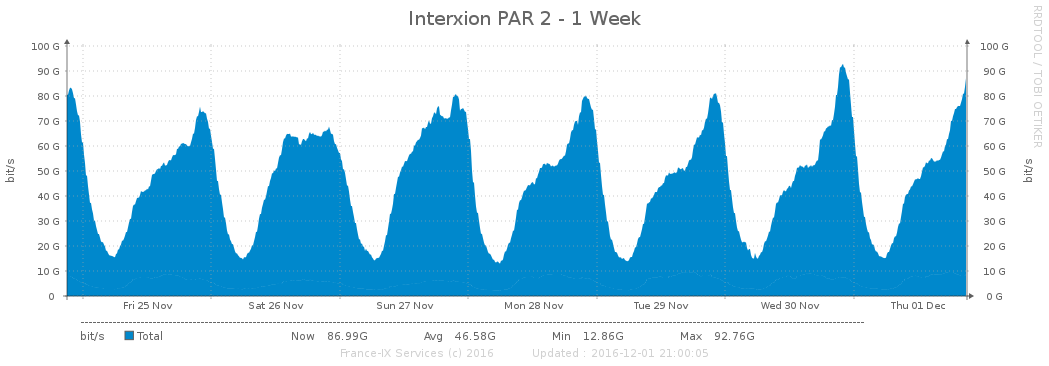 Interxion PAR 2 - 1 Week
RRDTOOL / TOBI OETIKER
100 G 100 G
90 G 90 G
80 G 80 G
70 G 70 G
60 G 60 G
50 G 50 G
40 G 40 G
30 G 30 G
20 G 20 G
10 G 10 G
0 0 G
bit/s bit/s
Fri 25 Nov Sat 26 Nov Sun 27 Nov Mon 28 Nov Tue 29 Nov Wed 30 Nov Thu 01 Dec
bit/s Total Now 86.99G Avg 46.58G Min 12.86G Max 92.76G
France-IX Services (c) 2016 Updated : 2016-12-01 21:00:05